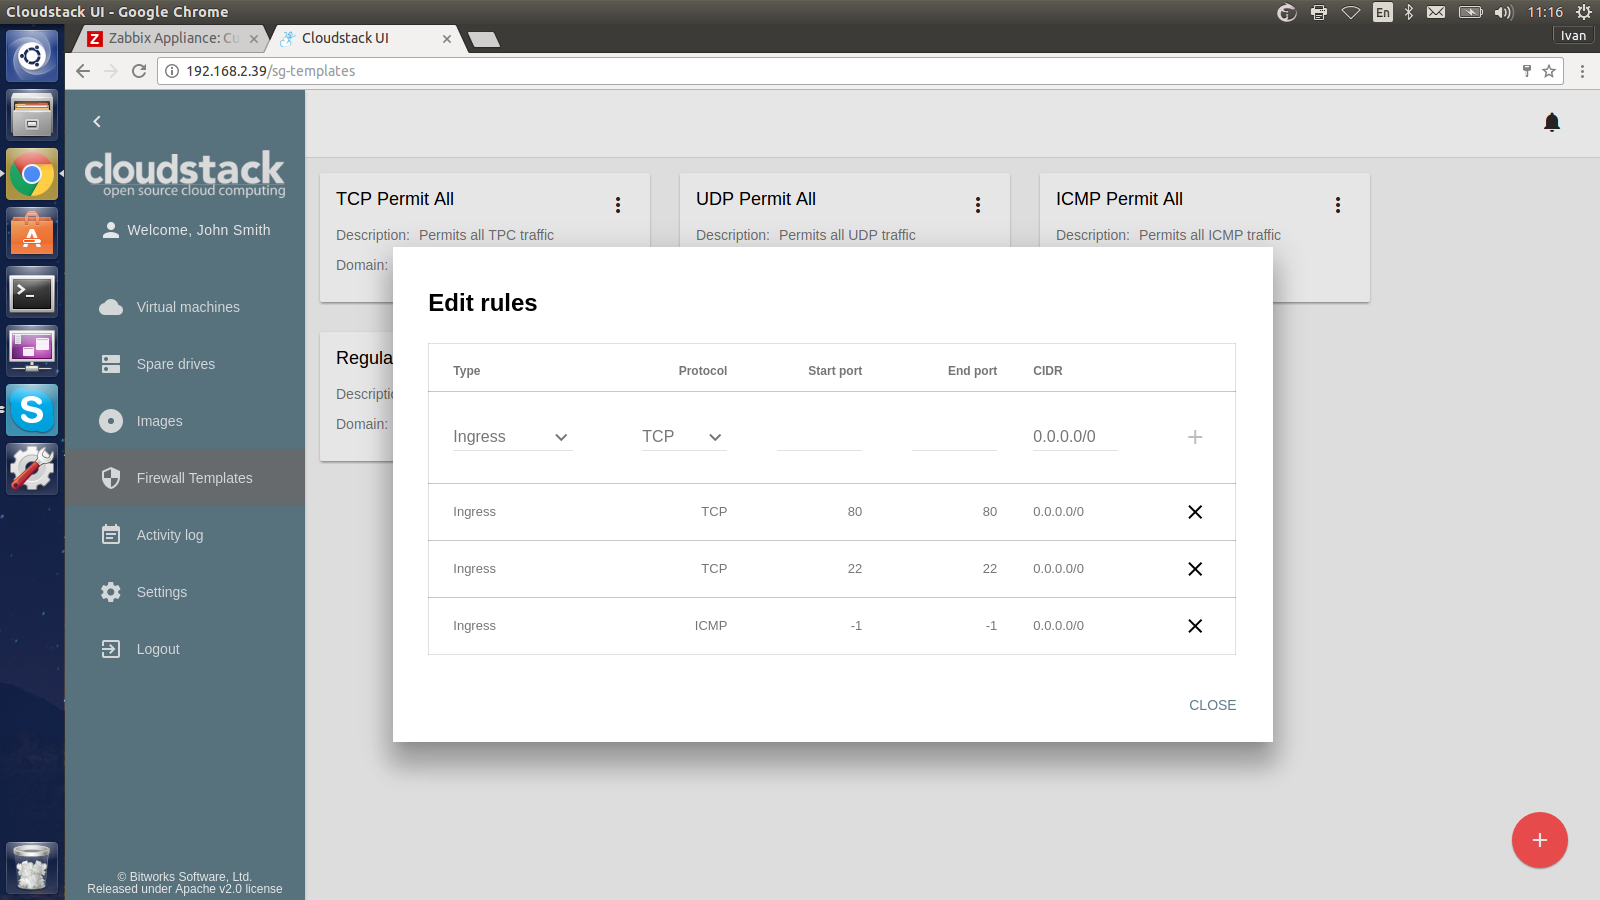 Cloudstack UI - Google Chrome
En
11:16
Zabbix Appliance: Cu
Cloudstack UI
Ivan
192.168.2.39/sg-templates
cloudstack
open source cloud computing
Welcome, John Smith
Virtual machines
Spare drives
Images
Firewall Templates
Activity log
Settings
Logout
© Bitworks Software, Ltd.
Released under Apache v2.0 license
TCP Permit All
Description: Permits all TPC traffic
Domain:
UDP Permit All
Description: Permits all UDP traffic
ICMP Permit All
Description: Permits all ICMP traffic
Regula
Descriptio
Domain:
Edit rules
Type Protocol Start port End port CIDR
Ingress TCP 0.0.0.0/0
Ingress TCP 80 80 0.0.0.0/0
Ingress TCP 22 22 0.0.0.0/0
Ingress ICMP -1 -1 0.0.0.0/0
CLOSE